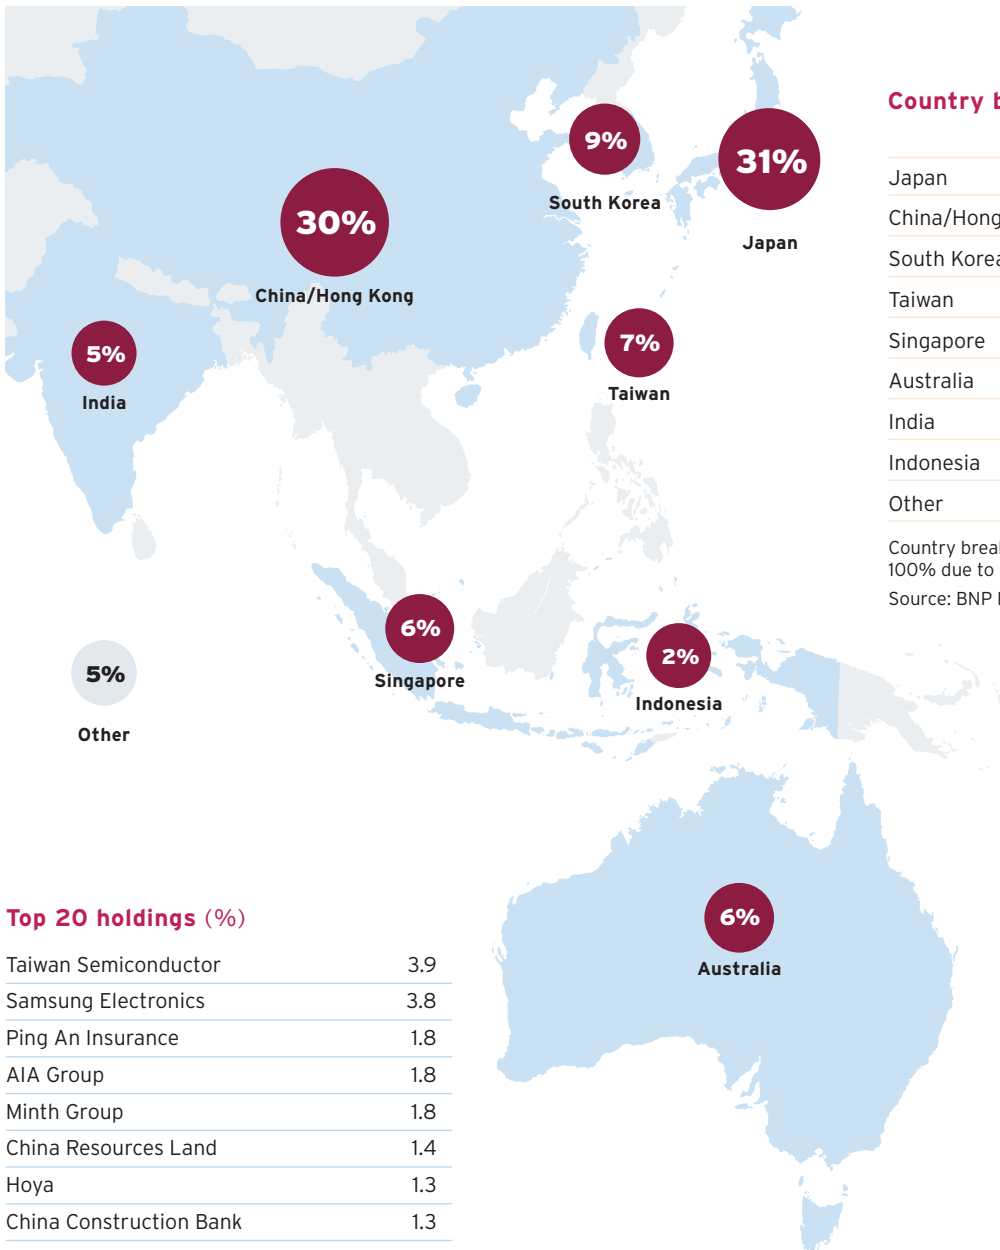 9%
South Korea
31%
Japan
30%
China/Hong Kong
5%
India
7%
Taiwan
6%
Singapore
2%
Indonesia
5%
Other
6%
Australia
Country
Japan
China/Hong
South Korea
Taiwan
Singapore
Australia
India
Indonesia
Other
Country
100% due to
Source: BNP
Top 20 holdings (%)
Taiwan Semiconductor 3.9
Samsung Electronics 3.8
Ping An Insurance 1.8
AIA Group 1.8
Minth Group 1.8
China Resources Land 1.4
Hoya 1.3
China Construction Bank 1.3